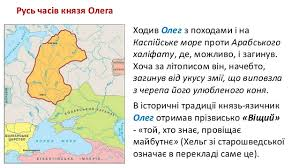 Русь часів князя Олега
Ходив Олег з походами і на
Каспійське море проти Арабського
халіфату, де, можливо, і загинув.
Хоча за літописом він, начебто,
загинув від укусу змії, що виповзла
з черепа його улюбленого коня.
В історичній традиції князь-язичник
Олег отримав прізвисько «Віщий»
- «той, хто знає, провіщає
майбутнє» (Хельг зі старошведської
означає в перекладі саме це).